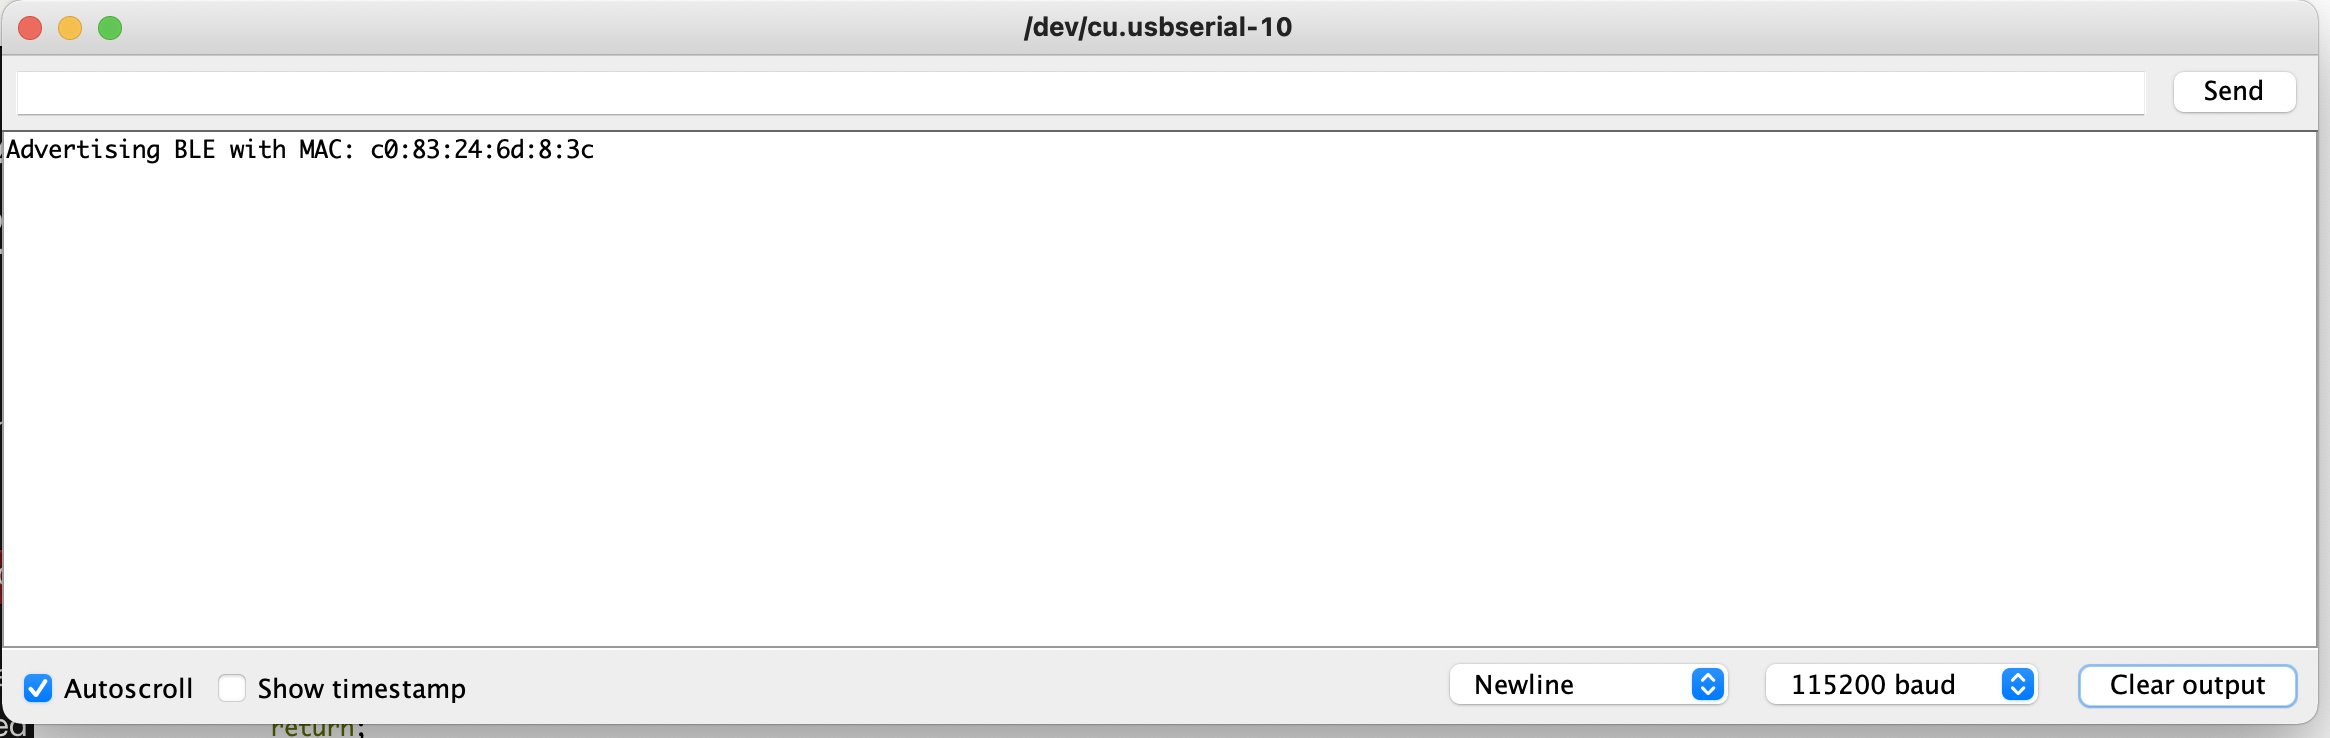 /dev/cu.usbserial-10
Send
Advertising BLE with MAC: c0:83:24:6d:8:3c
Autoscroll Show timestamp Newline 115200 baud Clear output
return;